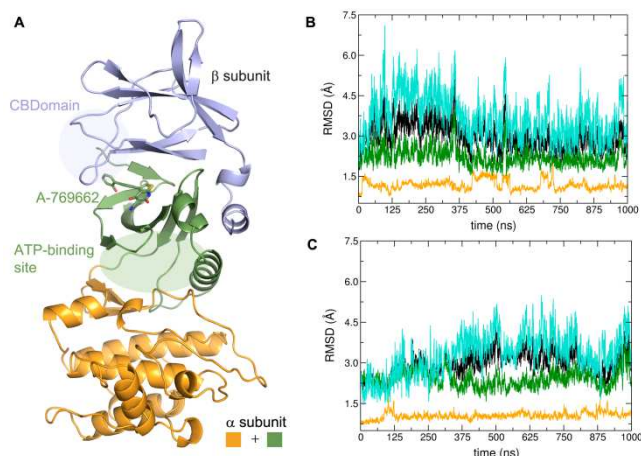 A
β subunit
CBDomain
A-769662
ATP-binding
site
α subunit
+
B
7.5
6.0
4.5
3.0
1.5
RMSD (Å)
0 125 250 375 500 625 750 875 1000
time (ns)
C
7.5
6.0
4.5
3.0
1.5
RMSD (Å)
0 125 250 375 500 625 750 875 1000
time (ns)